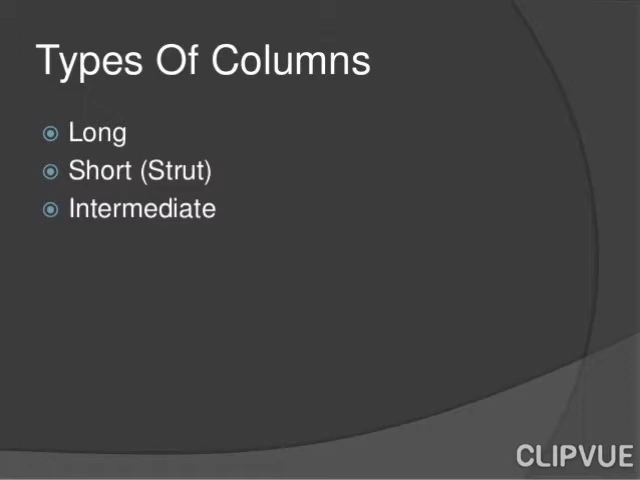 Types Of Columns
Long
Short (Strut)
Intermediate
CLIPVUE